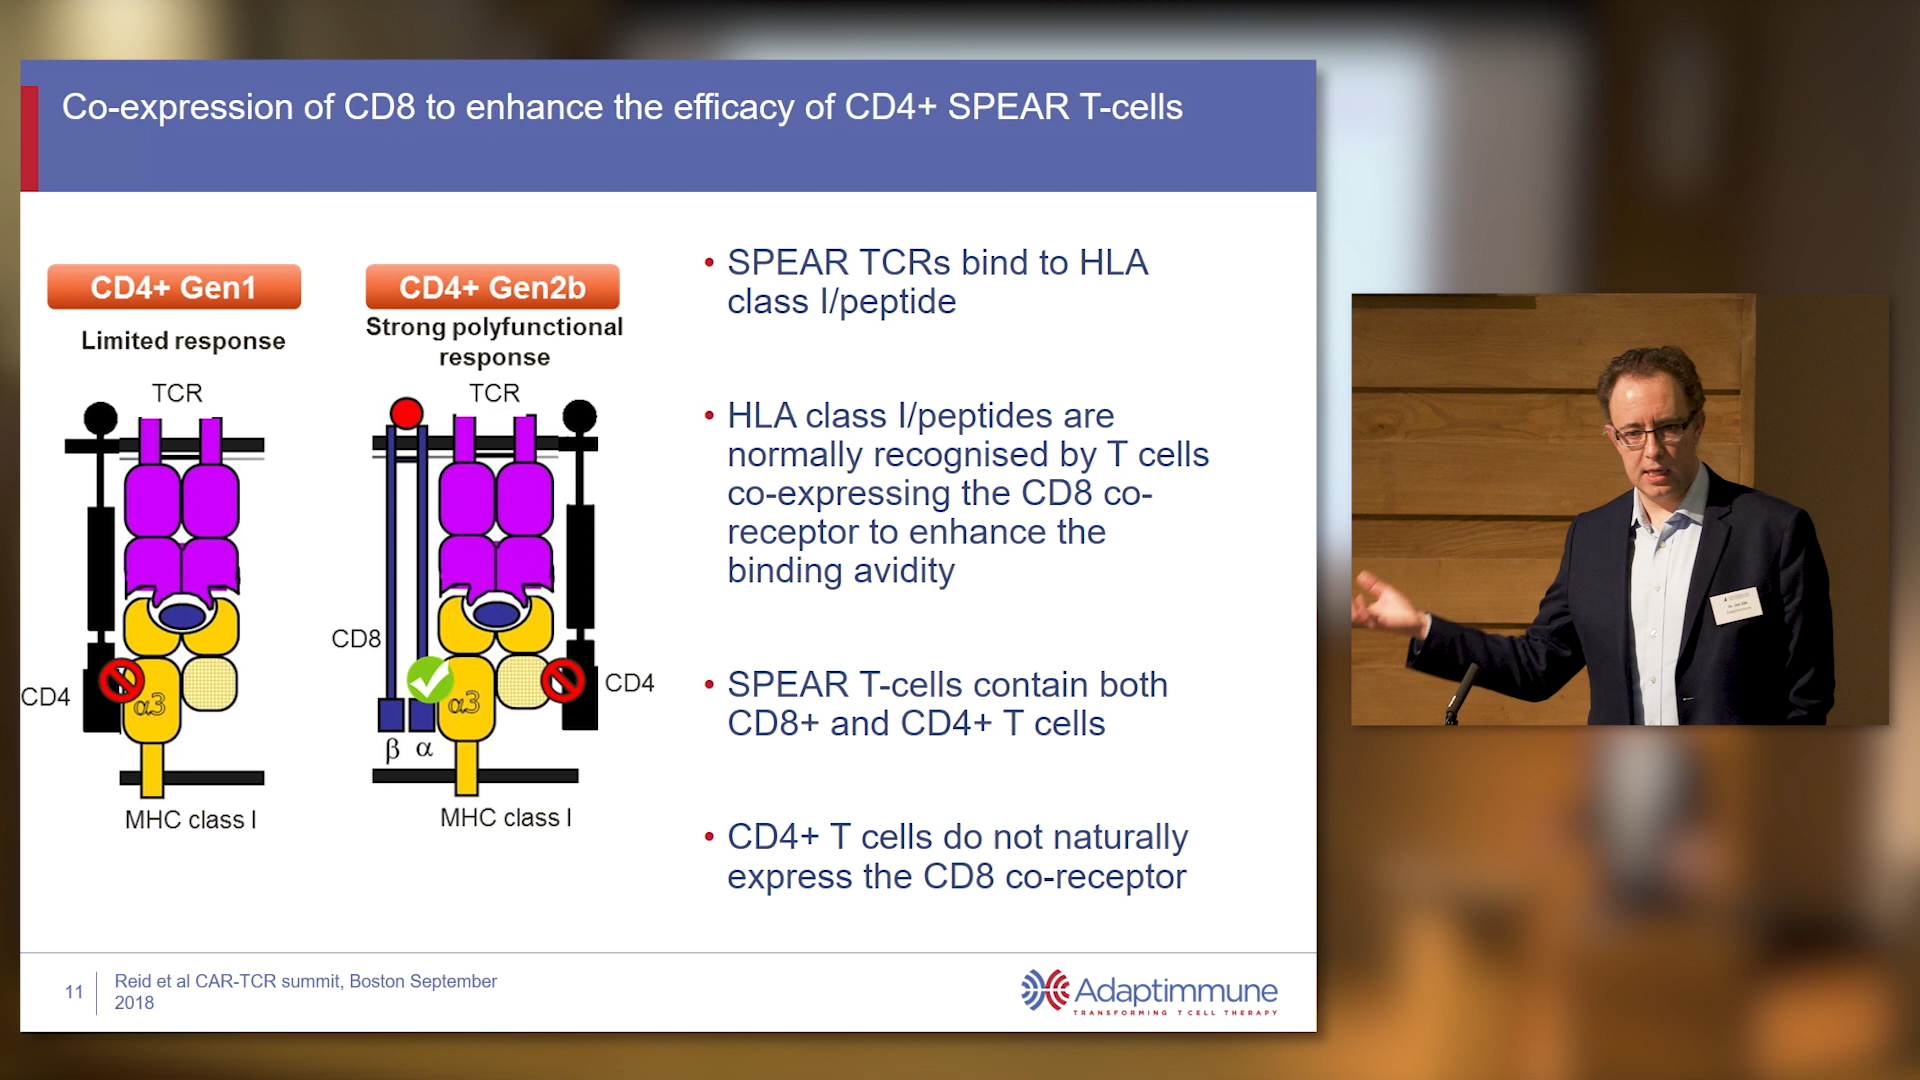 Co-expression of CD8 to enhance the efficacy of CD4+ SPEAR T-cells
CD4+ Gen1
Limited response
TCR
CD4
α3
MHC class I
CD4+ Gen2b
Strong polyfunctional
response
TCR
CD8
CD4
α3
β α
MHC class I
• SPEAR TCRs bind to HLA
class I/peptide
• HLA class I/peptides are
normally recognised by T cells
co-expressing the CD8 co-
receptor to enhance the
binding avidity
• SPEAR T-cells contain both
CD8+ and CD4+ T cells
• CD4+ T cells do not naturally
express the CD8 co-receptor
11
Reid et al CAR-TCR summit, Boston September
2018
Adaptimmune
TRANSFORMING T CELL THERAPY